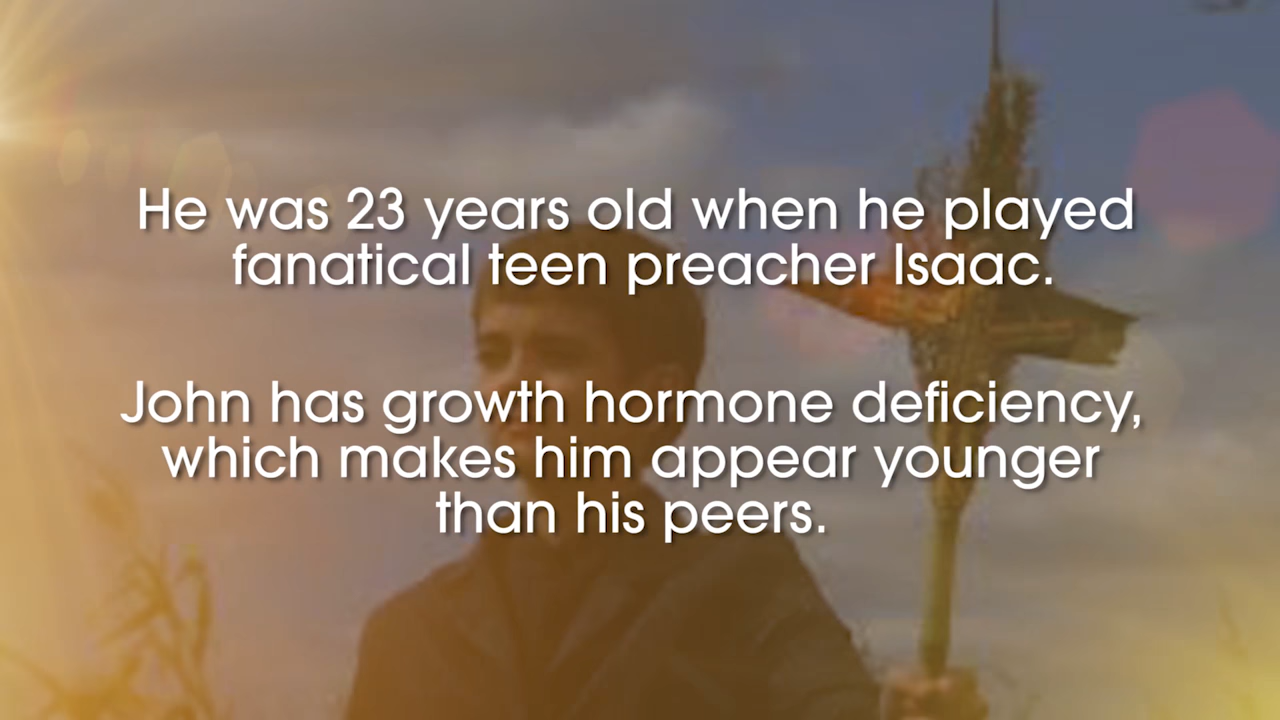 He was 23 years old when he played
fanatical teen preacher Isaac.
John has growth hormone deficiency,
which makes him appear younger
than his peers.